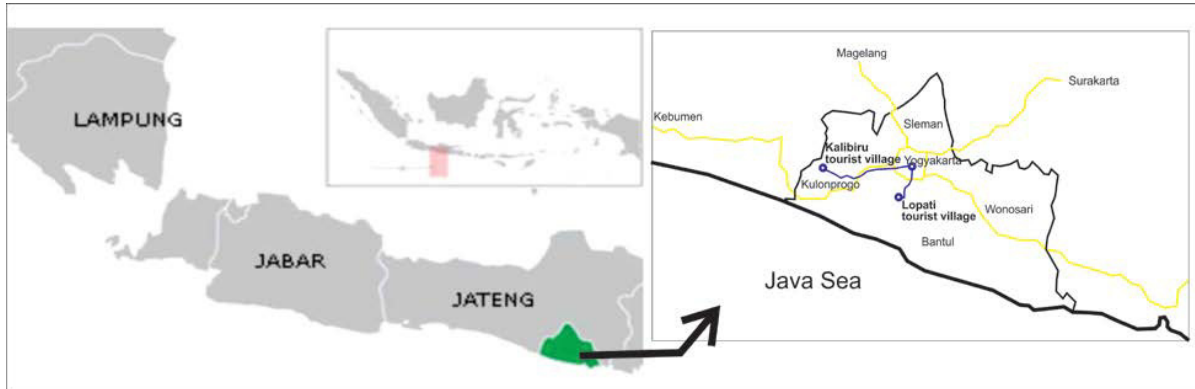 LAMPUNG
JABAR
JATENG
Magelang
Surakarta
Kebumen
Sleman
Kalibiru
tourist village
Yogyakarta
Kulonprogo
Lopati
tourist village
Wonosari
Bantul
Java Sea